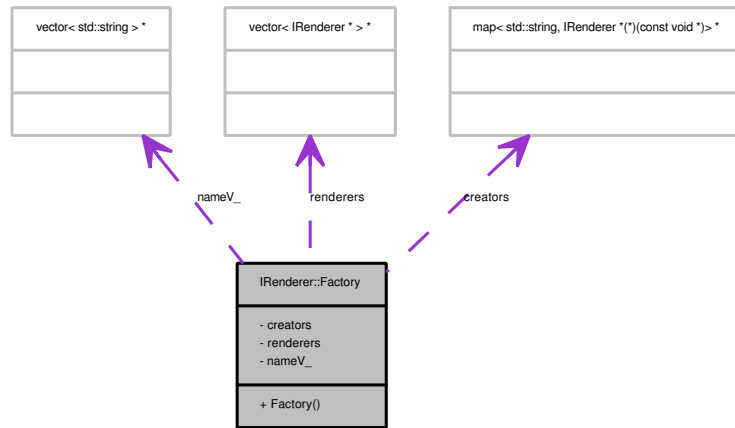 vector< std::string > *
vector< IRenderer * > *
map< std::string, IRenderer *(*)(const void *)> *
nameV_
renderers
creators
IRenderer::Factory
- creators
- renderers
- nameV_
+ Factory()